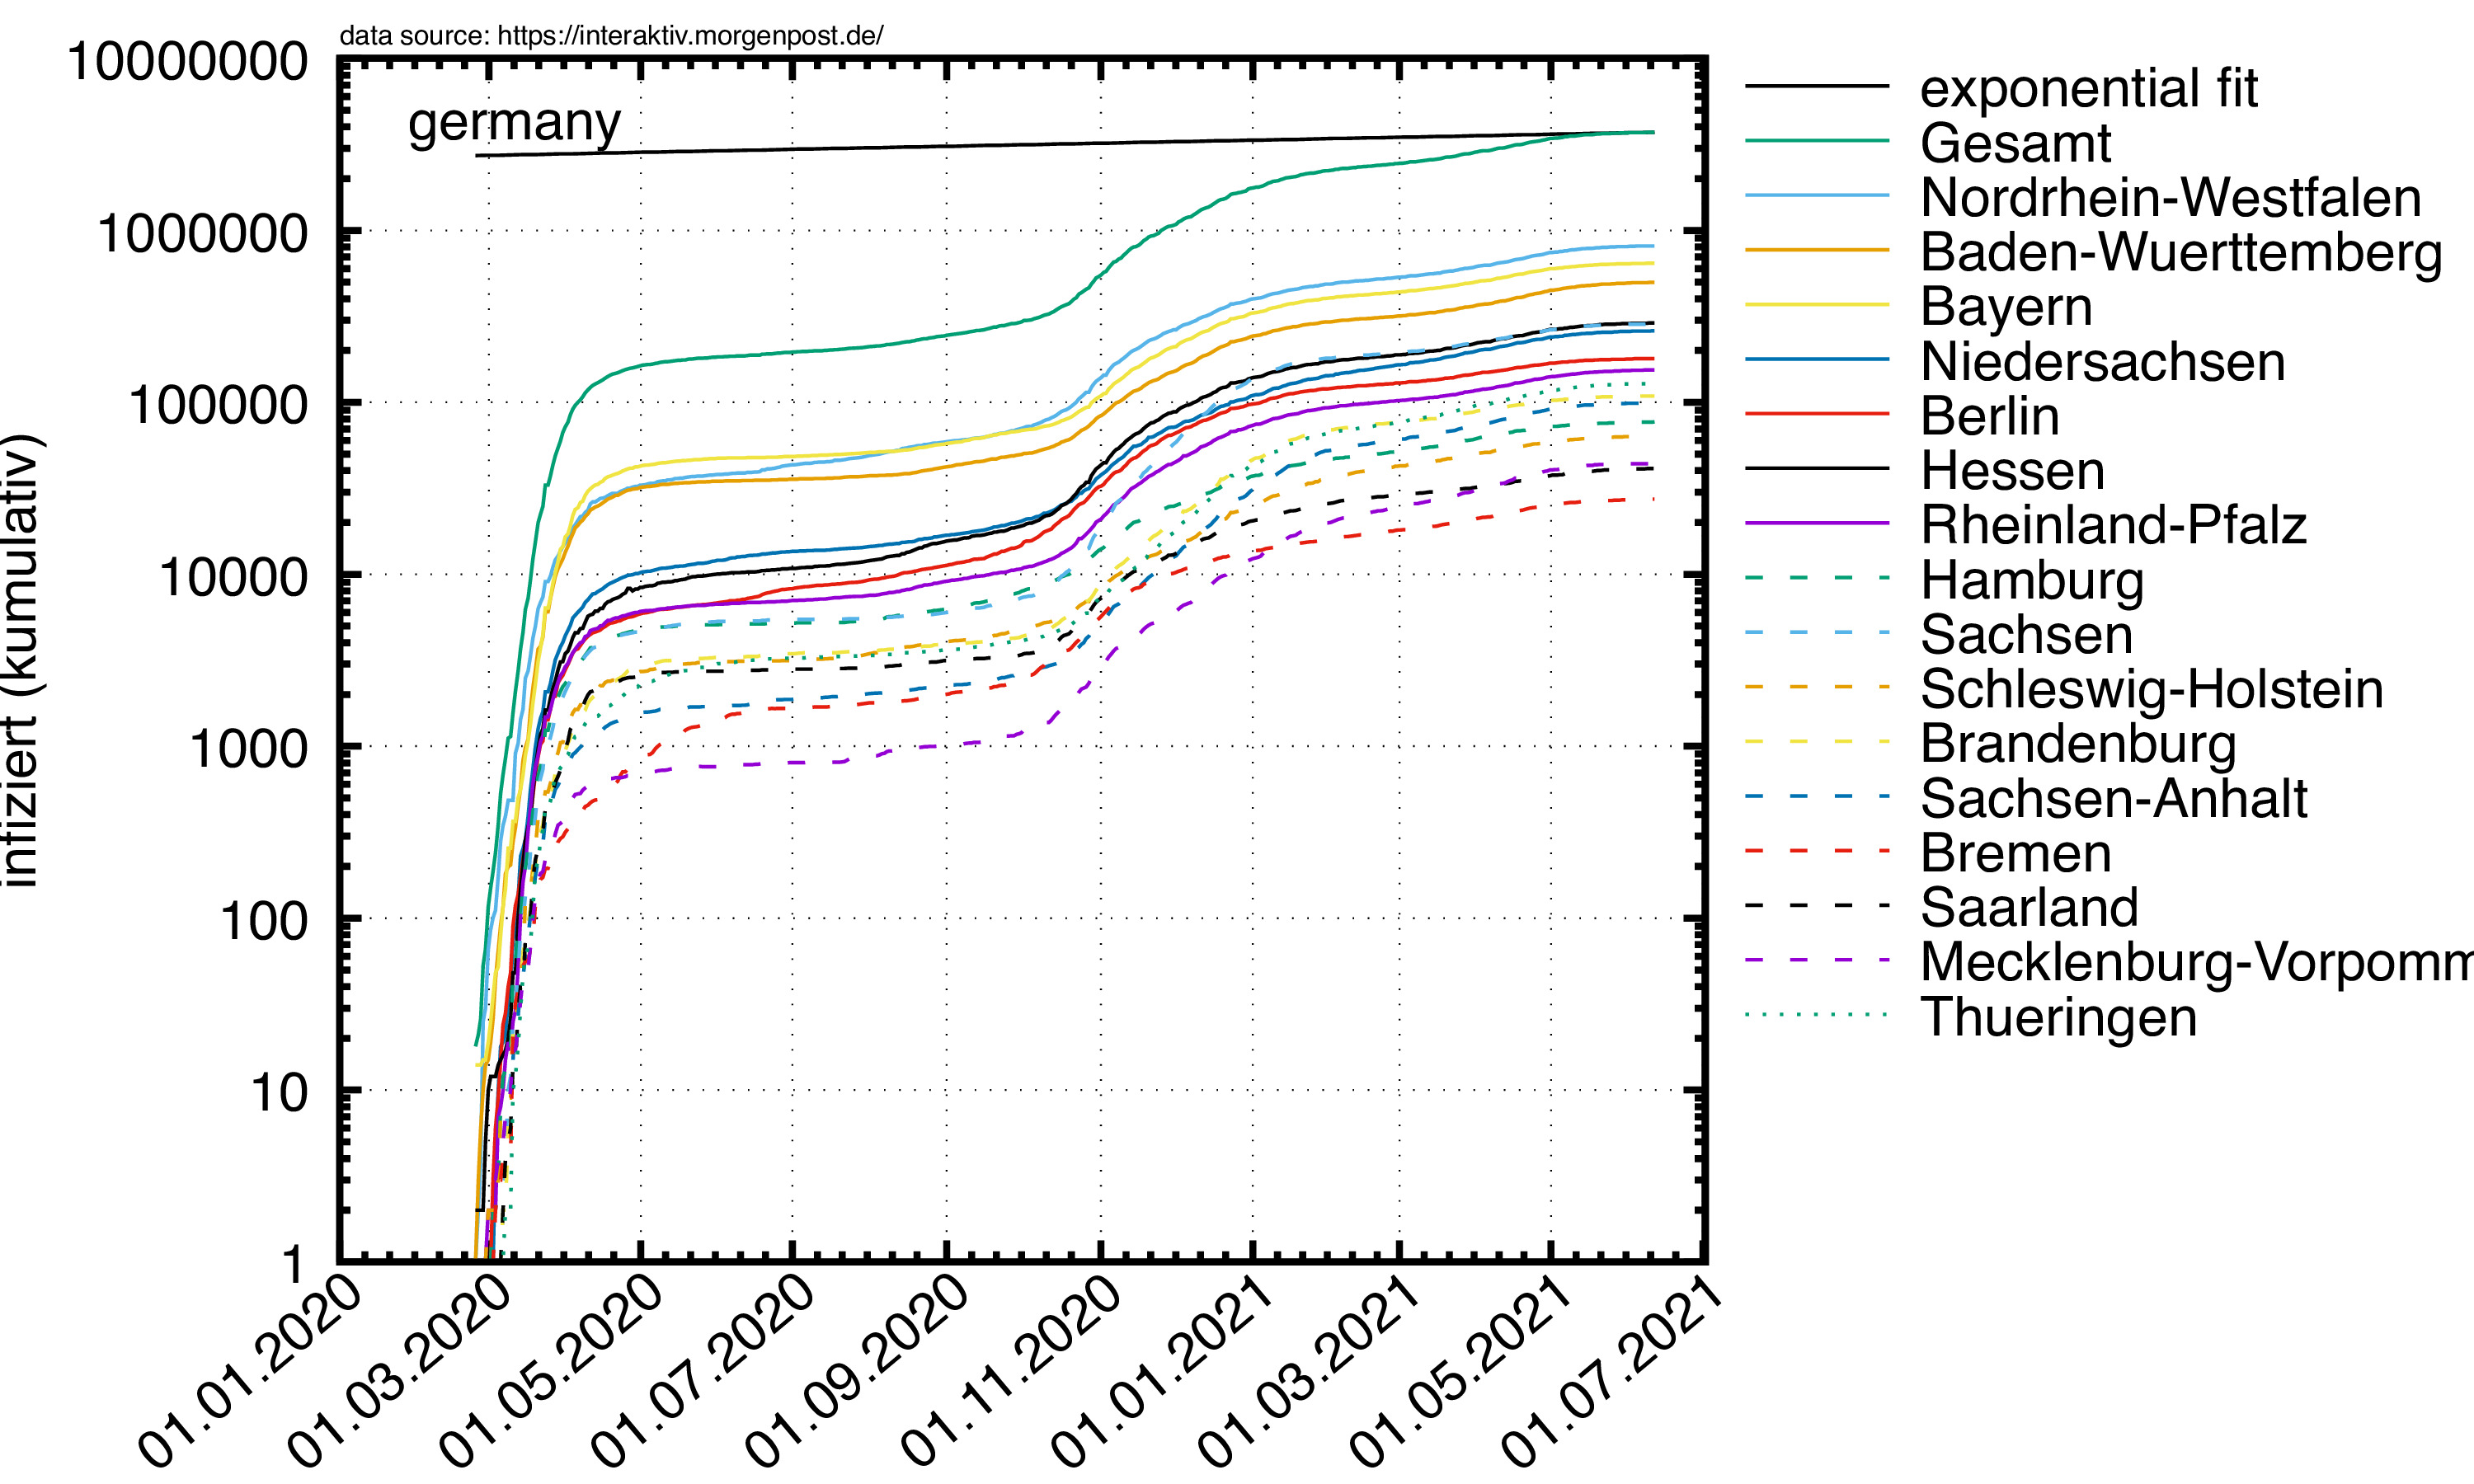 data source: https://interaktiv.morgenpost.de/
germany
infiziert (kumulativ)
10000000
1000000
100000
10000
1000
100
10
1
01.01.2020
01.03.2020
01.05.2020
01.07.2020
01.09.2020
01.11.2020
01.01.2021
01.03.2021
01.05.2021
01.07.2021
exponential fit
Gesamt
Nordrhein-Westfalen
Baden-Wuerttemberg
Bayern
Niedersachsen
Berlin
Hessen
Rheinland-Pfalz
Hamburg
Sachsen
Schleswig-Holstein
Brandenburg
Sachsen-Anhalt
Bremen
Saarland
Mecklenburg-Vorpomm
Thueringen